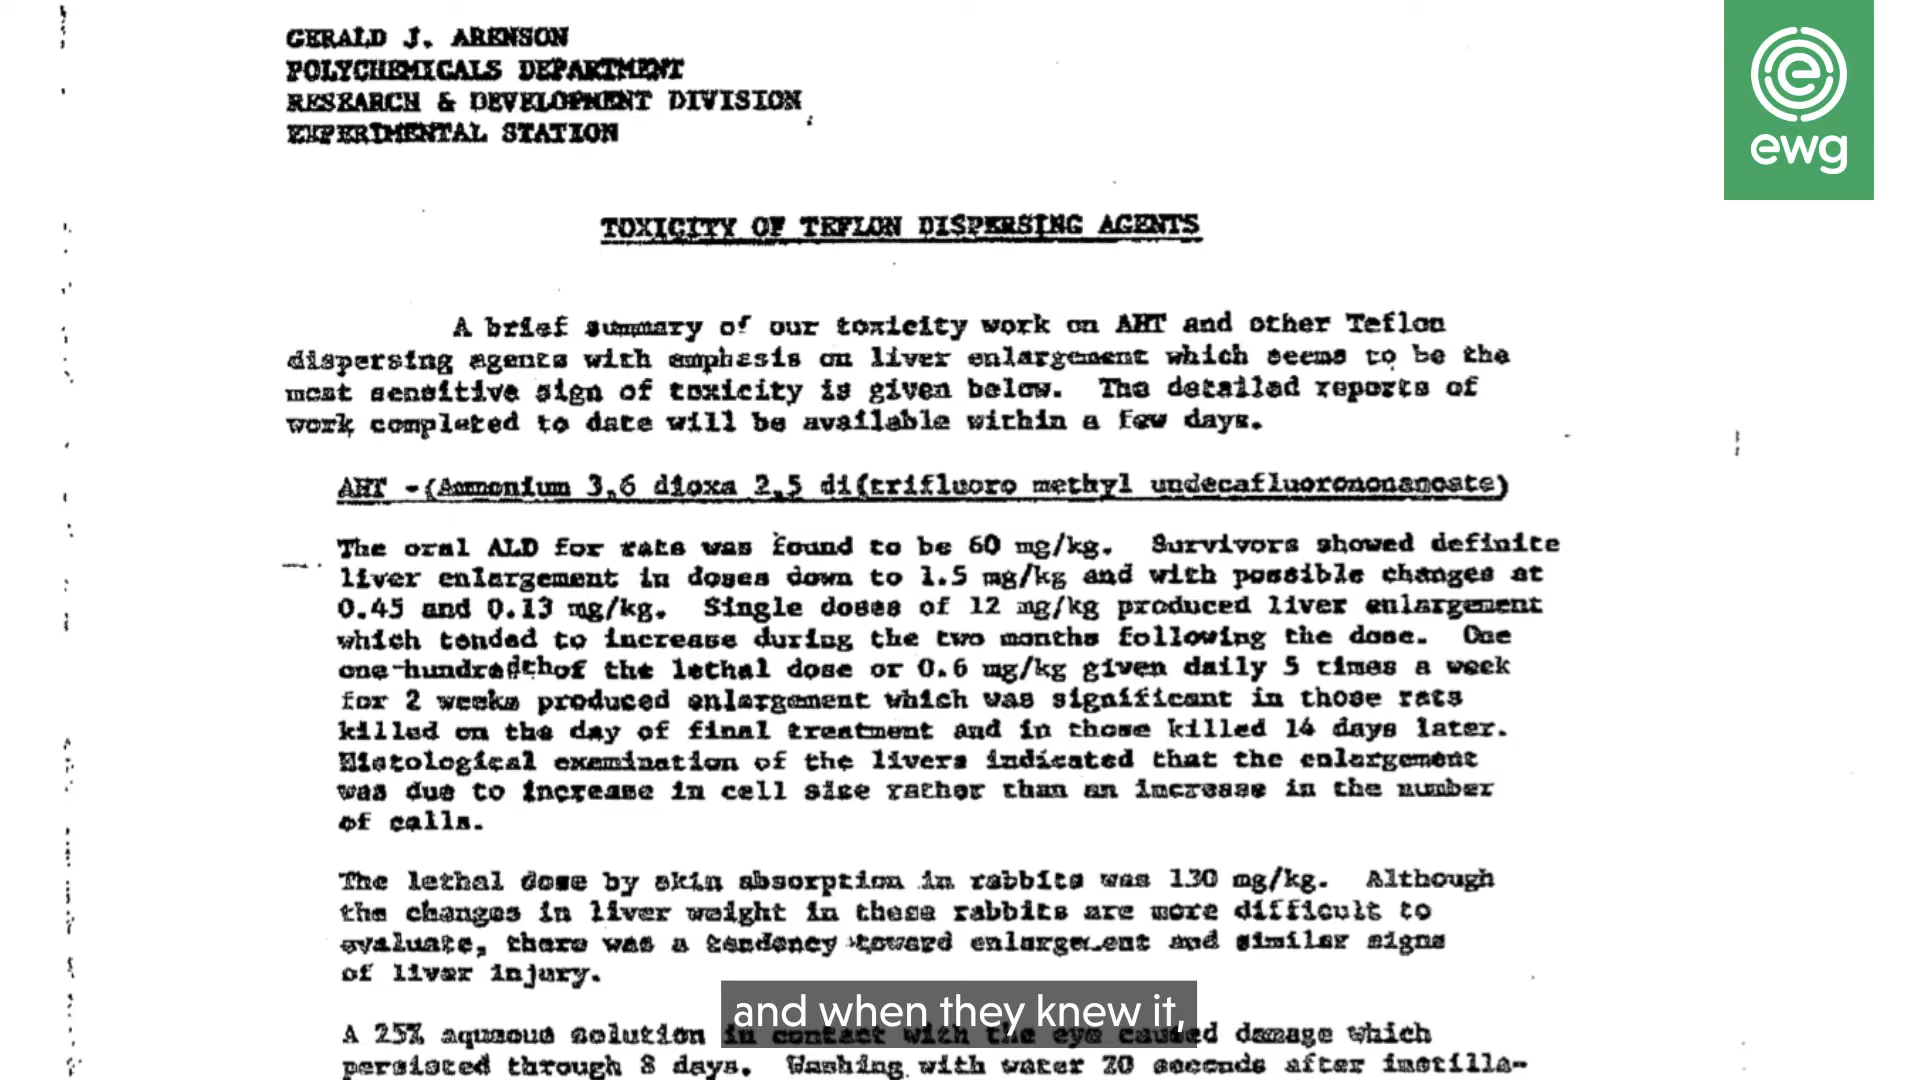 GERALD J. ARENSON
POLYCHEMICALS DEPARTMENT
RESEARCH & DEVELOPMENT DIVISION
EXPERIMENTAL STATION
ewg
TOXICITY OF TEFLON DISPERSING AGENTS
A brief summary of our toxicity work on AHT and other Teflon
dispersing agents with emphasis on liver enlargement which seems to be the
most sensitive sign of toxicity is given below. The detailed reports of
work completed to date will be available within a few days.
AHT - (Ammonium 3,6 dioxa 2,5 di(trifluoro methyl undecafluorononanoate)
The oral ALD for rats was found to be 60 mg/kg. Survivors showed definite
liver enlargement in doses down to 1.5 mg/kg and with possible changes at
0.45 and 0.13 mg/kg. Single doses of 12 mg/kg produced liver enlargement
which tended to increase during the two months following the dose. One
one-hundredth of the lethal dose or 0.6 mg/kg given daily 5 times a week
for 2 weeks produced enlargement which was significant in those rats
killed on the day of final treatment and in those killed 14 days later.
Histological examination of the livers indicated that the enlargement
was due to increase in cell size rather than an increase in the number
of cells.
The lethal dose by skin absorption in rabbits was 130 mg/kg. Although
the changes in liver weight in these rabbits are more difficult to
evaluate, there was a tendency toward enlargement and similar signs
of liver injury.
and when they knew it,
A 25% aqueous solution in contact with the eye caused damage which
persisted through 8 days. Washing with water 20 seconds after instilla-